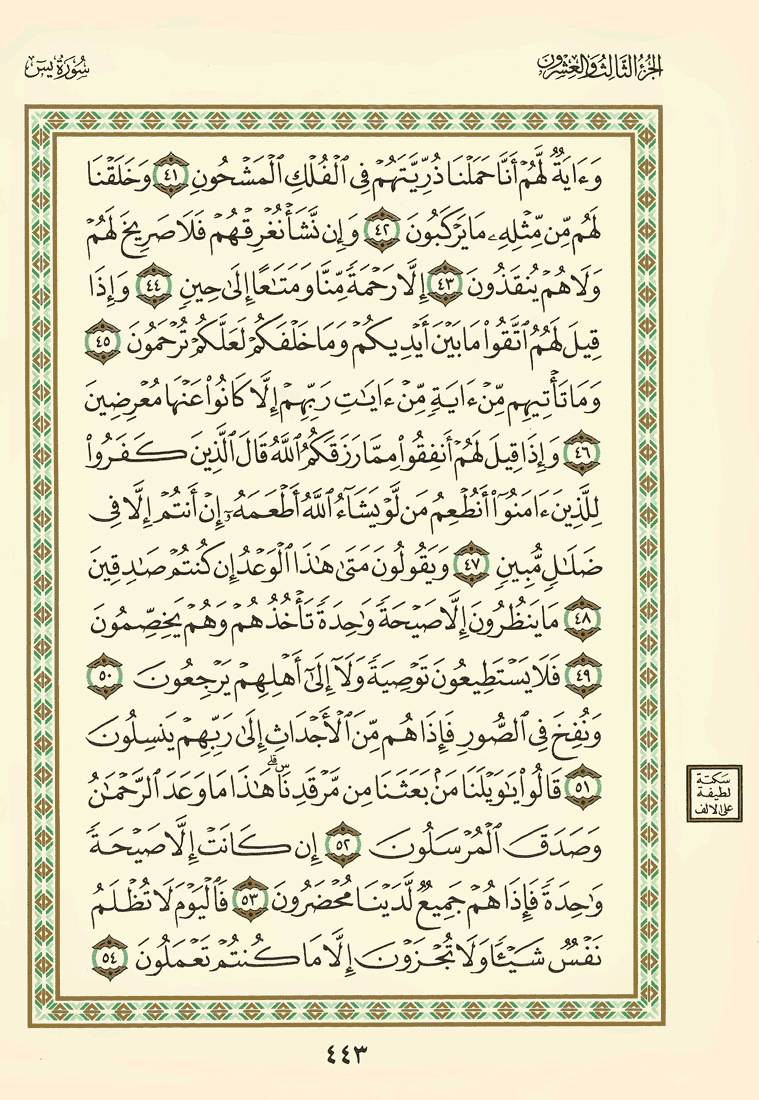 الجزء الثالث والعشرون
سورة يس
وَءَايَةٌ لَّهُمْ أَنَّا حَمَلْنَا ذُرِّيَّتَهُمْ فِى ٱلْفُلْكِ ٱلْمَشْحُونِ ٤١ وَخَلَقْنَا
لَهُم مِّن مِّثْلِهِۦ مَا يَرْكَبُونَ ٤٢ وَإِن نَّشَأْ نُغْرِقْهُمْ فَلَا صَرِيخَ لَهُمْ
وَلَا هُمْ يُنقَذُونَ ٤٣ إِلَّا رَحْمَةً مِّنَّا وَمَتَٰعًا إِلَىٰ حِينٍ ٤٤ وَإِذَا
قِيلَ لَهُمُ ٱتَّقُوا۟ مَا بَيْنَ أَيْدِيكُمْ وَمَا خَلْفَكُمْ لَعَلَّكُمْ تُرْحَمُونَ ٤٥
وَمَا تَأْتِيهِم مِّنْ ءَايَةٍ مِّنْ ءَايَٰتِ رَبِّهِمْ إِلَّا كَانُوا۟ عَنْهَا مُعْرِضِينَ
٤٦ وَإِذَا قِيلَ لَهُمْ أَنفِقُوا۟ مِمَّا رَزَقَكُمُ ٱللَّهُ قَالَ ٱلَّذِينَ كَفَرُوا۟
لِلَّذِينَ ءَامَنُوٓا۟ أَنُطْعِمُ مَن لَّوْ يَشَآءُ ٱللَّهُ أَطْعَمَهُۥٓ إِنْ أَنتُمْ إِلَّا فِى
ضَلَٰلٍ مُّبِينٍ ٤٧ وَيَقُولُونَ مَتَىٰ هَٰذَا ٱلْوَعْدُ إِن كُنتُمْ صَٰدِقِينَ
٤٨ مَا يَنظُرُونَ إِلَّا صَيْحَةً وَٰحِدَةً تَأْخُذُهُمْ وَهُمْ يَخِصِّمُونَ
٤٩ فَلَا يَسْتَطِيعُونَ تَوْصِيَةً وَلَآ إِلَىٰٓ أَهْلِهِمْ يَرْجِعُونَ ٥٠
وَنُفِخَ فِى ٱلصُّورِ فَإِذَا هُم مِّنَ ٱلْأَجْدَاثِ إِلَىٰ رَبِّهِمْ يَنسِلُونَ
٥١ قَالُوا۟ يَٰوَيْلَنَا مَنۢ بَعَثَنَا مِن مَّرْقَدِنَا ۜ ۗ هَٰذَا مَا وَعَدَ ٱلرَّحْمَٰنُ
وَصَدَقَ ٱلْمُرْسَلُونَ ٥٢ إِن كَانَتْ إِلَّا صَيْحَةً
وَٰحِدَةً فَإِذَا هُمْ جَمِيعٌ لَّدَيْنَا مُحْضَرُونَ ٥٣ فَٱلْيَوْمَ لَا تُظْلَمُ
نَفْسٌ شَيْـًٔا وَلَا تُجْزَوْنَ إِلَّا مَا كُنتُمْ تَعْمَلُونَ ٥٤
سكتة
لطيفة
على الالف
٤٤٣